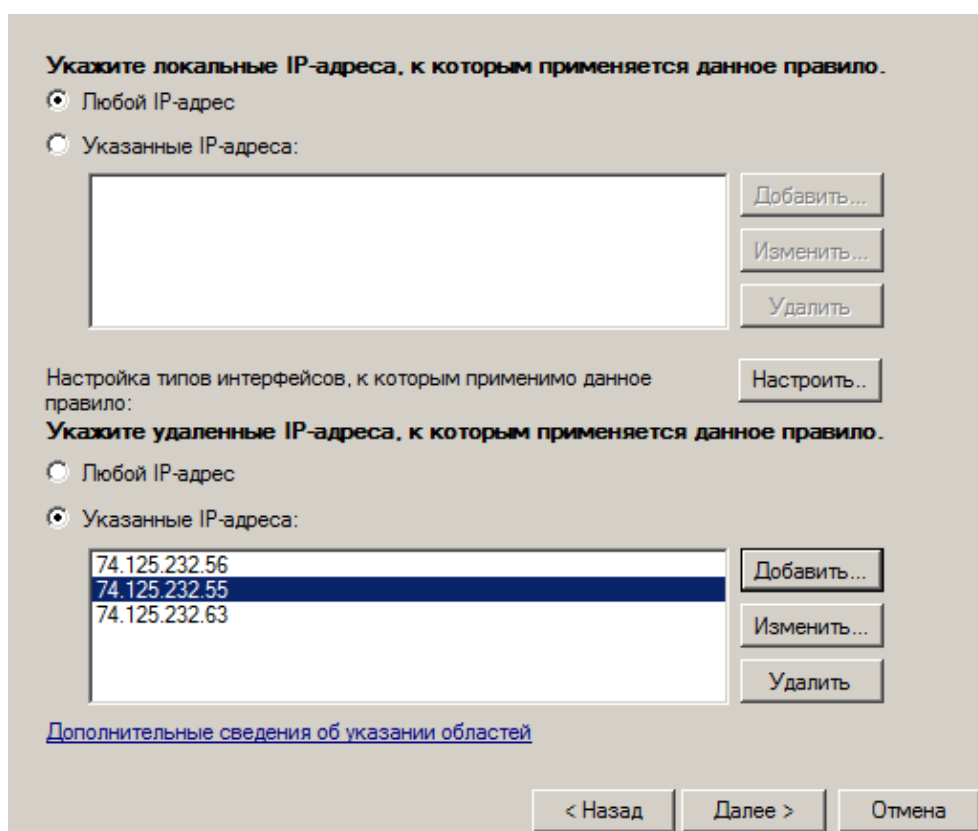 Укажите локальные IP-адреса, к которым применяется данное правило.
Любой IP-адрес
Указанные IP-адреса:
Добавить...
Изменить...
Удалить
Настройка типов интерфейсов, к которым применимо данное
правило:
Настроить..
Укажите удаленные IP-адреса, к которым применяется данное правило.
Любой IP-адрес
Указанные IP-адреса:
74.125.232.56
74.125.232.55
74.125.232.63
Добавить...
Изменить...
Удалить
Дополнительные сведения об указании областей
< Назад
Далее >
Отмена